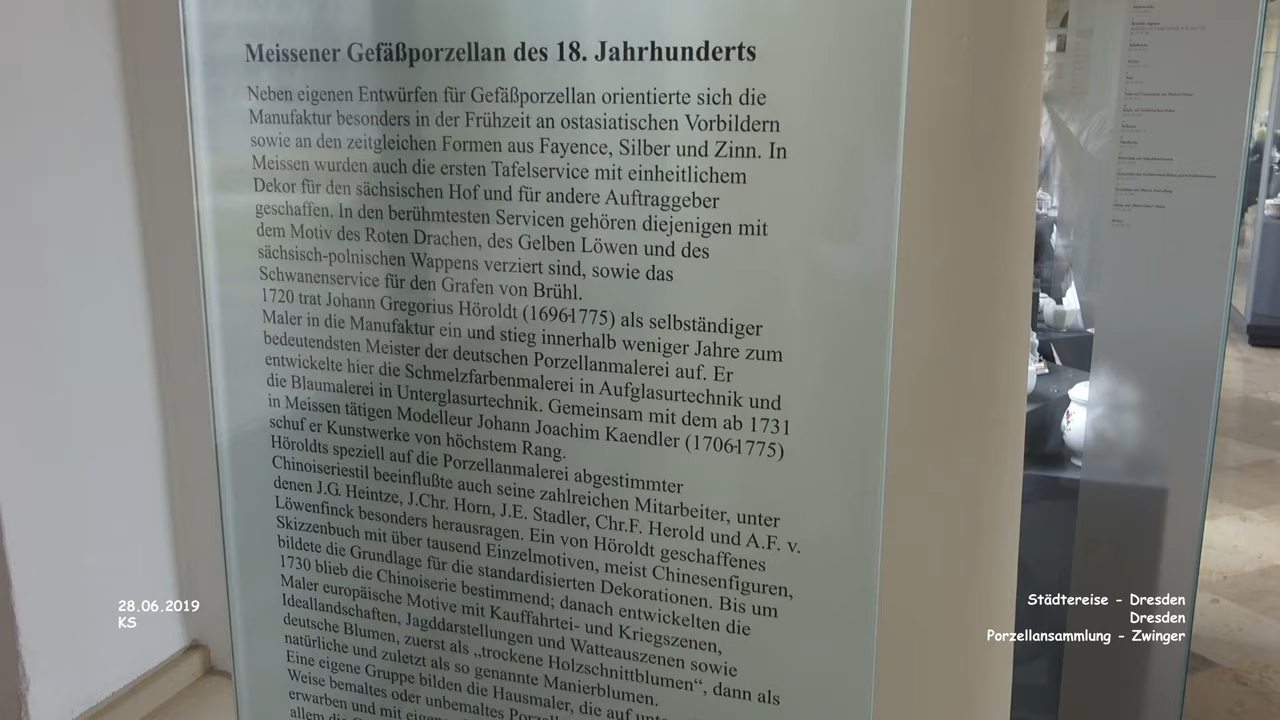 Meissener Gefäßporzellan des 18. Jahrhunderts
Neben eigenen Entwürfen für Gefäßporzellan orientierte sich die
Manufaktur besonders in der Frühzeit an ostasiatischen Vorbildern
sowie an den zeitgleichen Formen aus Fayence, Silber und Zinn. In
Meissen wurden auch die ersten Tafelservice mit einheitlichem
Dekor für den sächsischen Hof und für andere Auftraggeber
geschaffen. In den berühmtesten Servicen gehören diejenigen mit
dem Motiv des Roten Drachen, des Gelben Löwen und des
sächsisch-polnischen Wappens verziert sind, sowie das
Schwanenservice für den Grafen von Brühl.
1720 trat Johann Gregorius Höroldt (1696-1775) als selbständiger
Maler in die Manufaktur ein und stieg innerhalb weniger Jahre zum
bedeutendsten Meister der deutschen Porzellanmalerei auf. Er
entwickelte hier die Schmelzfarbenmalerei in Aufglasurtechnik und
die Blaumalerei in Unterglasurtechnik. Gemeinsam mit dem ab 1731
in Meissen tätigen Modelleur Johann Joachim Kaendler (1706-1775)
schuf er Kunstwerke von höchstem Rang.
Höroldts speziell auf die Porzellanmalerei abgestimmter
Chinoiseriestil beeinflußte auch seine zahlreichen Mitarbeiter, unter
denen J.G. Heintze, J.Chr. Horn, J.E. Stadler, Chr.F. Herold und A.F. v.
Löwenfinck besonders herausragen. Ein von Höroldt geschaffenes
Skizzenbuch mit über tausend Einzelmotiven, meist Chinesenfiguren,
bildete die Grundlage für die standardisierten Dekorationen. Bis um
1730 blieb die Chinoiserie bestimmend; danach entwickelten die
Maler europäische Motive mit Kauffahrtei- und Kriegszenen,
Ideallandschaften, Jagddarstellungen und Watteauszenen sowie
deutsche Blumen, zuerst als „trockene Holzschnittblumen“, dann als
natürliche und zuletzt als so genannte Manierblumen.
Eine eigene Gruppe bilden die Hausmaler, die auf
Weise bemaltes oder unbemaltes
erwarben und mit
allem die
28.06.2019
KS
Städtereise - Dresden
Dresden
Porzellansammlung - Zwinger